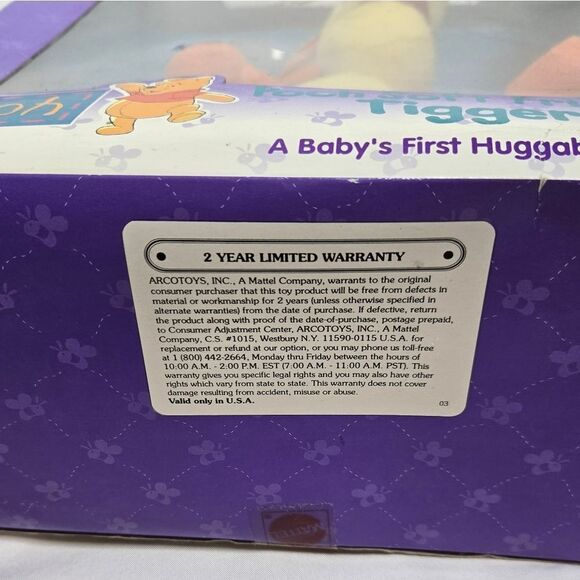 oh!
Tigger
A Baby's First Huggab
2 YEAR LIMITED WARRANTY
ARCOTOYS, INC., A Mattel Company, warrants to the original
consumer purchaser that this toy product will be free from defects in
material or workmanship for 2 years (unless otherwise specified in
alternate warranties) from the date of purchase. If defective, return
the product along with proof of the date-of-purchase, postage prepaid,
to Consumer Adjustment Center, ARCOTOYS, INC., A Mattel
Company, C.S. #1015, Westbury N.Y. 11590-0115 U.S.A. for
replacement or refund at our option, or you may phone us toll-free
at 1 (800) 442-2664, Monday thru Friday between the hours of
10:00 A.M. - 2:00 P.M. EST (7:00 A.M. - 11:00 A.M. PST). This
warranty gives you specific legal rights and you may also have other
rights which vary from state to state. This warranty does not cover
damage resulting from accident, misuse or abuse.
Valid only in U.S.A.
03
MATTEL